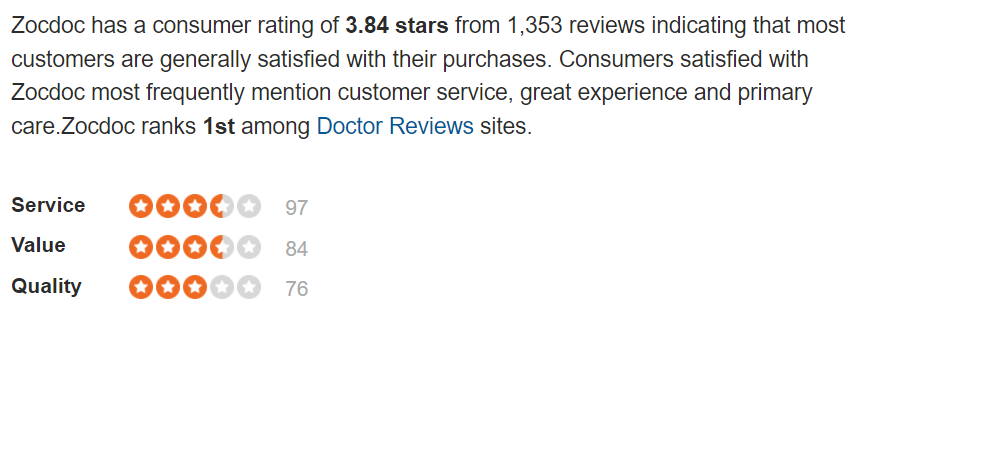 Zocdoc has a consumer rating of 3.84 stars from 1,353 reviews indicating that most
customers are generally satisfied with their purchases. Consumers satisfied with
Zocdoc most frequently mention customer service, great experience and primary
care.Zocdoc ranks 1st among Doctor Reviews sites.
Service 97
Value 84
Quality 76